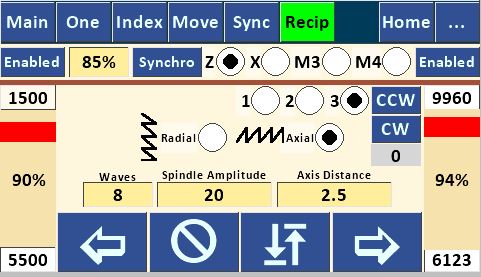 Main One Index Move Sync Recip Home ...
Enabled 85% Synchro Z X M3 M4 Enabled
1500 1 2 3 CCW 9960
CW
Radial Axial 0
90% 94%
Waves Spindle Amplitude Axis Distance
8 20 2.5
5500 6123